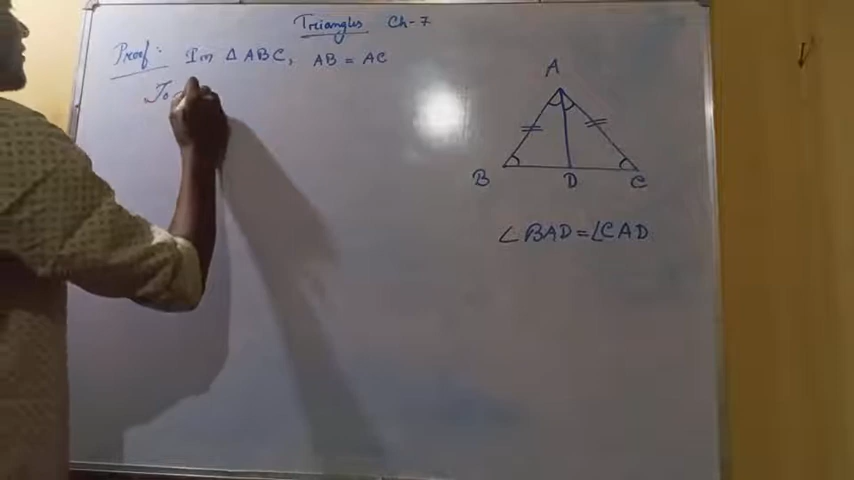 Triangles Ch-7
Proof: In △ ABC, AB = AC
To
A
B D C
∠BAD=∠CAD